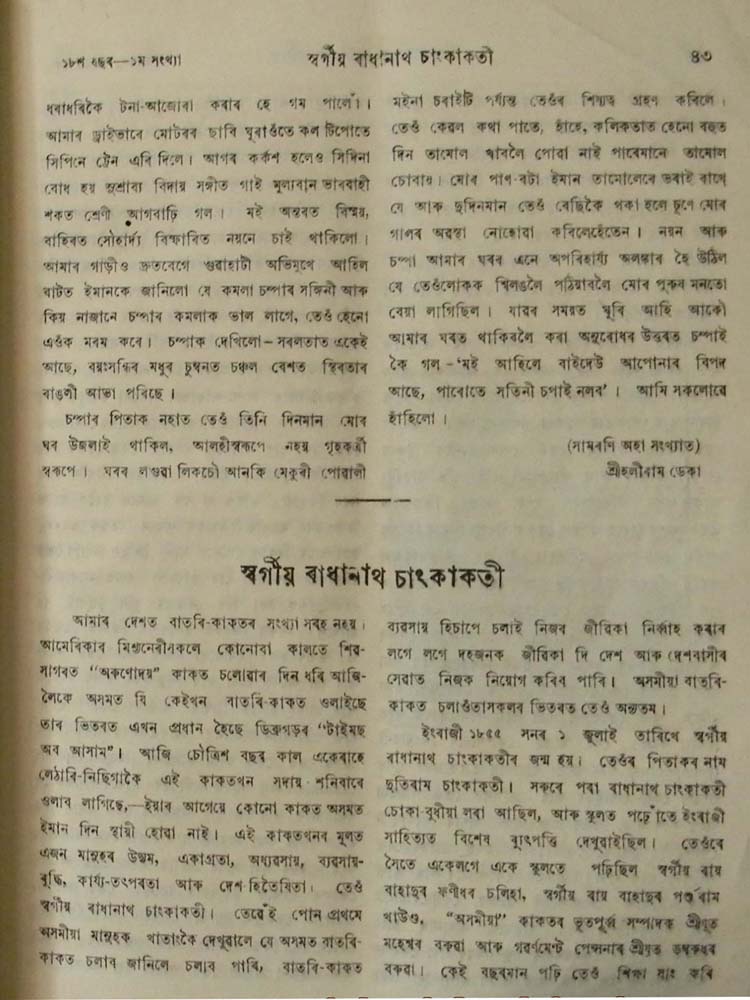 ১৮শ বছৰ—১ম সংখ্যা
স্বৰ্গীয় ৰাধানাথ চাংকাকতী
৪৩
ধৰাধৰিকৈ টনা-আজোৰা কৰাৰ হে গম পালোঁ।
আমাৰ ড্ৰাইভাৰে মোটৰৰ ছাবি ঘূৰাওঁতে কল টিপোতে
সিপিনে ট্ৰেন এৰি দিলে। আগৰ কৰ্কশ হলেও সিদিনা
বোধ হয় সুশ্ৰাব্য বিদায় সঙ্গীত গাই মূল্যবান ভাৰবাহী
শকত শ্ৰেণী আগবাঢ়ি গল। মই অন্তৰত বিস্ময়,
বাহিৰত সৌহাৰ্দ্য বিস্ফাৰিত নয়নে চাই থাকিলো।
আমাৰ গাড়ীও দ্ৰুতবেগে গুৱাহাটী অভিমুখে আহিল
ৰাটত ইমানকে জানিলো যে কমলা চম্পাৰ সঙ্গিনী আৰু
কিয় নাজানে চম্পাৰ কমলাক ভাল লাগে, তেওঁ হেনো
এওঁক মৰম কৰে। চম্পাক দেখিলো–সৰলতাত একেই
আছে, বয়ঃসন্ধিৰ মধুৰ চুম্বনত চঞ্চল বেশত স্থিৰতাৰ
ৰাঙলী আভা পৰিছে।
চম্পাৰ পিতাক নহাত তেওঁ তিনি দিনমান মোৰ
ঘৰ উজলাই থাকিল, আলহীস্বৰূপে নহয় গৃহকৰ্ত্ৰী
স্বৰূপে। ঘৰৰ লগুৱা লিকচৌ আনকি মেকুৰী পোৱালী
মইনা চৰাইটি পৰ্য্যন্ত তেওঁৰ শিষ্যত্ব গ্ৰহণ কৰিলে।
তেওঁ কেৱল কথা পাতে, হাঁহে, কলিকতাত হেনো বহুত
দিন তামোল খাবলৈ পোৱা নাই পাৰেমানে তামোল
চোবায়। মোৰ পাণ-বটা ইমান তামোলেৰে ভৰাই ৰাখে
যে আৰু দুদিনমান তেওঁ ৰেছিকৈ থকা হলে চূণে মোৰ
গালৰ অৱস্থা নোহোৱা কৰিলেহেঁতেন। নয়ন আৰু
চম্পা আমাৰ ঘৰৰ এনে অপৰিহাৰ্য্য অলঙ্কাৰ হৈ উঠিল
যে তেওঁলোকক শ্বিলঙলৈ পঠিয়াবলৈ মোৰ পুৰুষ মনতো
বেয়া লাগিছিল। যাবৰ সময়ত ঘূৰি আহি আকৌ
আমাৰ ঘৰত থাকিবলৈ কৰা অনুৰোধৰ উত্তৰত চম্পাই
কৈ গল–‘মই আহিলে বাইদেউ আপোনাৰ বিপদ
আছে, পাৰোতে সতিনী চপাই নলব’। আমি সকলোৱে
হাঁহিলো।
(সামৰণি অহা সংখ্যাত)
শ্ৰীহলীৰাম ডেকা
স্বৰ্গীয় ৰাধানাথ চাংকাকতী
আমাৰ দেশত বাতৰি-কাকতৰ সংখ্যা সৰহ নহয়।
আমেৰিকাৰ মিশ্বনেৰীসকলে কোনোবা কালতে শিৱ-
সাগৰত “অৰুণোদয়” কাকত চলোৱাৰ দিন ধৰি আজি-
লৈকে অসমত যি কেইখন বাতৰি-কাকত ওলাইছে
তাৰ ভিতৰত এখন প্ৰধান হৈছে ডিব্ৰুগড়ৰ “টাইমছ
অব আসাম”। আজি চৌত্ৰিশ বছৰ কাল একেৰাহে
লেঠাৰি-নিছিগাকৈ এই কাকতখন সদায় শনিবাৰে
ওলাব লাগিছে,—ইয়াৰ আগেয়ে কোনো কাকত অসমত
ইমান দিন স্থায়ী হোৱা নাই। এই কাকতখনৰ মূলত
এজন মানুহৰ উদ্যম, একাগ্ৰতা, অধ্যৱসায়, ব্যৱসায়-
বুদ্ধি, কাৰ্য্য-তৎপৰতা আৰু দেশ-হিতৈষিতা। তেওঁ
স্বৰ্গীয় ৰাধানাথ চাংকাকতী। তেৱেঁই পোন প্ৰথমে
অসমীয়া মানুহক খাতাংকৈ দেখুৱালে যে অসমত বাতৰি-
কাকত চলাব জানিলে চলাব পাৰি, বাতৰি-কাকত
ব্যৱসায় হিচাপে চলাই নিজৰ জীৱিকা নিৰ্ব্বাহ কৰাৰ
লগে লগে দহজনক জীৱিকা দি দেশ আৰু দেশবাসীৰ
সেৱাত নিজক নিয়োগ কৰিব পাৰি। অসমীয়া বাতৰি-
কাকত চলাওঁতাসকলৰ ভিতৰত তেওঁ অন্যতম।
ইংৰাজী ১৮৫৫ সনৰ ১ জুলাই তাৰিখে স্বৰ্গীয়
ৰাধানাথ চাংকাকতীৰ জন্ম হয়। তেওঁৰ পিতাকৰ নাম
দুতিৰাম চাংকাকতী। সৰুৰে পৰা ৰাধানাথ চাংকাকতী
চোকা-বুধীয়া লৰা আছিল, আৰু স্কুলত পঢ়োঁতে ইংৰাজী
সাহিত্যত বিশেষ ব্যুৎপত্তি দেখুৱাইছিল। তেওঁৰে
সৈতে একেলগে একে স্কুলতে পঢ়িছিল স্বৰ্গীয় ৰায়
বাহাদুৰ ফণীধৰ চলিহা, স্বৰ্গীয় ৰায় বাহাদুৰ পৰ্শুৰাম
খাউণ্ড, “অসমীয়া” কাকতৰ ভূতপূৰ্ব্ব সম্পাদক শ্ৰীযুত
মহেশ্বৰ বৰুৱা আৰু গৱৰ্ণমেণ্ট পেন্সনাৰ শ্ৰীযুত ডম্বৰুধৰ
বৰুৱা। কেই বছৰমান পঢ়ি তেওঁ শিক্ষা সাং কৰি